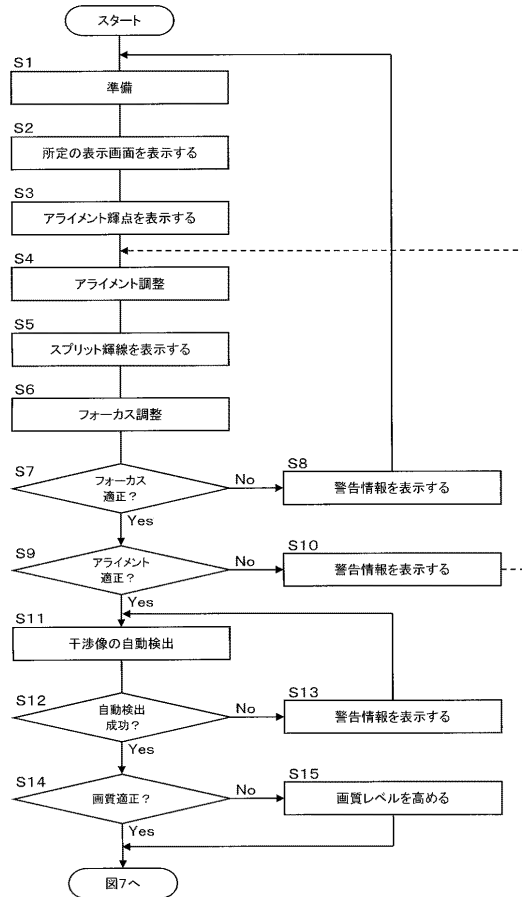 スタート
S1
準備
S2
所定の表示画面を表示する
S3
アライメント輝点を表示する
S4
アライメント調整
S5
スプリット輝線を表示する
S6
フォーカス調整
S7
フォーカス
適正?
No
Yes
S8
警告情報を表示する
S9
アライメント
適正?
No
Yes
S10
警告情報を表示する
S11
干渉像の自動検出
S12
自動検出
成功?
No
Yes
S13
警告情報を表示する
S14
画質適正?
No
Yes
S15
画質レベルを高める
図7へ